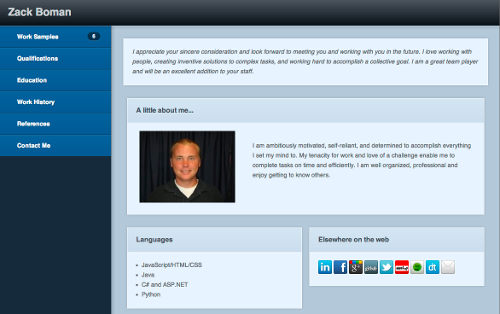 Zack Boman
Work Samples 6
Qualifications
Education
Work History
References
Contact Me
I appreciate your sincere consideration and look forward to meeting you and working with you in the future. I love working with
people, creating inventive solutions to complex tasks, and working hard to accomplish a collective goal. I am a great team player
and will be an excellent addition to your staff.
A little about me...
I am ambitiously motivated, self-reliant, and determined to accomplish everything
I set my mind to. My tenacity for work and love of a challenge enable me to
complete tasks on time and efficiently. I am well organized, professional and
enjoy getting to know others.
Languages
JavaScript/HTML/CSS
Java
C# and ASP.NET
Python
Elsewhere on the web
in f g+ github dt